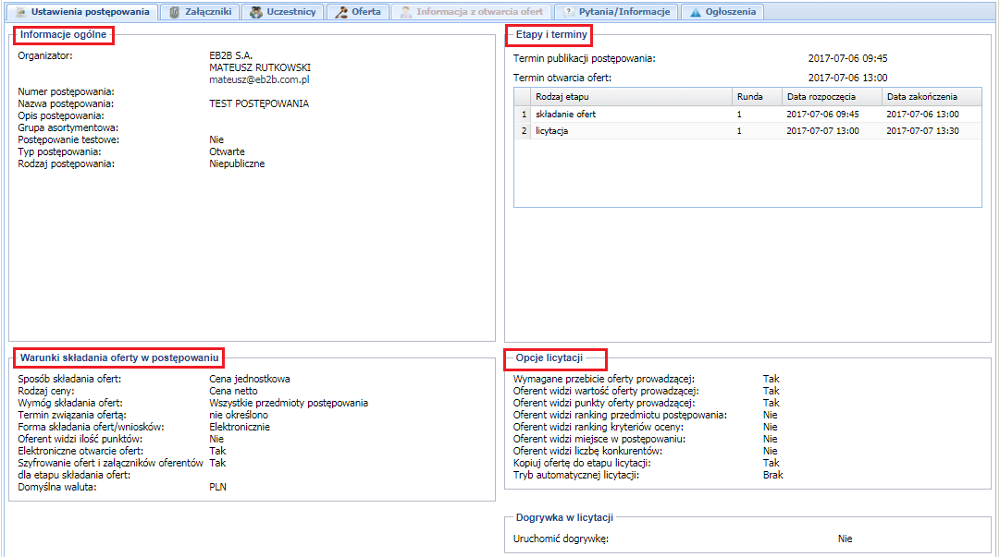 Ustawienia postępowania Załączniki Uczestnicy Oferta Informacja z otwarcia ofert Pytania/Informacje Ogłoszenia
Informacje ogólne
Organizator: EB2B S.A.
MATEUSZ RUTKOWSKI
mateusz@eb2b.com.pl
Numer postępowania:
Nazwa postępowania: TEST POSTĘPOWANIA
Opis postępowania:
Grupa asortymentowa:
Postępowanie testowe: Nie
Typ postępowania: Otwarte
Rodzaj postępowania: Niepubliczne
Etapy i terminy
Termin publikacji postępowania: 2017-07-06 09:45
Termin otwarcia ofert: 2017-07-06 13:00
Rodzaj etapu Runda Data rozpoczęcia Data zakończenia
1 składanie ofert 1 2017-07-06 09:45 2017-07-06 13:00
2 licytacja 1 2017-07-07 13:00 2017-07-07 13:30
Warunki składania oferty w postępowaniu
Sposób składania ofert: Cena jednostkowa
Rodzaj ceny: Cena netto
Wymóg składania ofert: Wszystkie przedmioty postępowania
Termin związania ofertą: nie określono
Forma składania ofert/wniosków: Elektronicznie
Oferent widzi ilość punktów: Nie
Elektroniczne otwarcie ofert: Tak
Szyfrowanie ofert i załączników oferentów Tak
dla etapu składania ofert:
Domyślna waluta: PLN
Opcje licytacji
Wymagane przebicie oferty prowadzącej: Tak
Oferent widzi wartość oferty prowadzącej: Tak
Oferent widzi punkty oferty prowadzącej: Tak
Oferent widzi ranking przedmiotu postępowania: Nie
Oferent widzi ranking kryteriów oceny: Nie
Oferent widzi miejsce w postępowaniu: Nie
Oferent widzi liczbę konkurentów: Nie
Kopiuj ofertę do etapu licytacji: Tak
Tryb automatycznej licytacji: Brak
Dogrywka w licytacji
Uruchomić dogrywkę: Nie